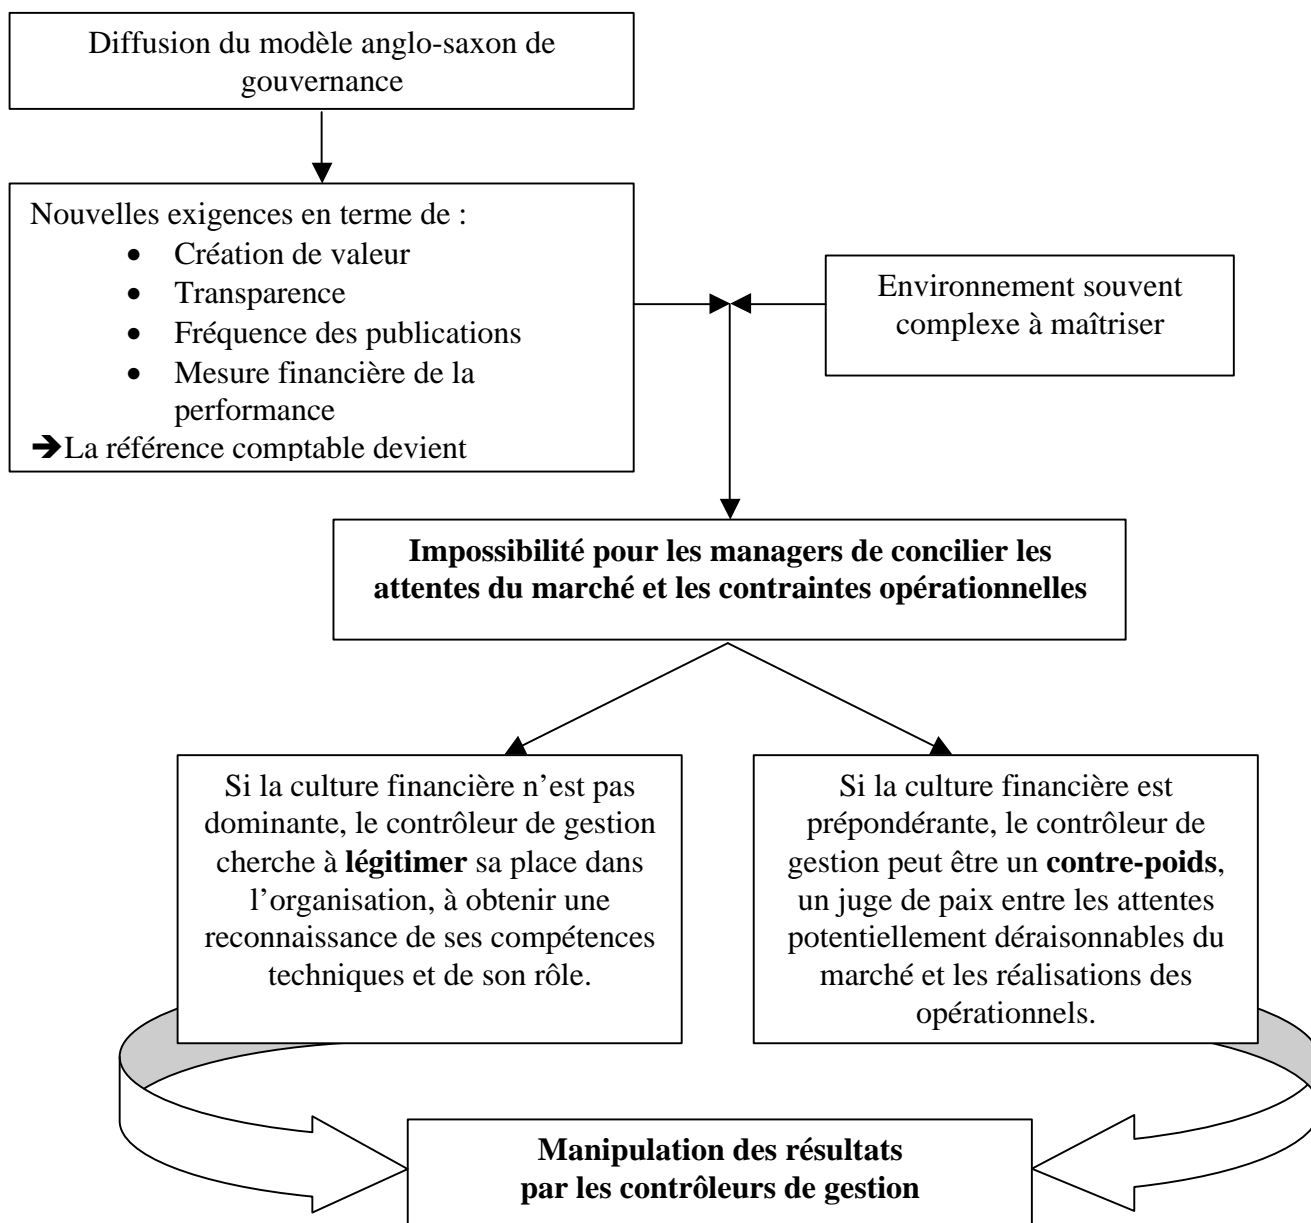 Diffusion du modèle anglo-saxon de
gouvernance
Nouvelles exigences en terme de :
• Création de valeur
• Transparence
• Fréquence des publications
• Mesure financière de la
performance
➔La référence comptable devient
Environnement souvent
complexe à maîtriser
Impossibilité pour les managers de concilier les
attentes du marché et les contraintes opérationnelles
Si la culture financière n’est pas
dominante, le contrôleur de gestion
cherche à légitimer sa place dans
l’organisation, à obtenir une
reconnaissance de ses compétences
techniques et de son rôle.
Si la culture financière est
prépondérante, le contrôleur de
gestion peut être un contre-poids,
un juge de paix entre les attentes
potentiellement déraisonnables du
marché et les réalisations des
opérationnels.
Manipulation des résultats
par les contrôleurs de gestion